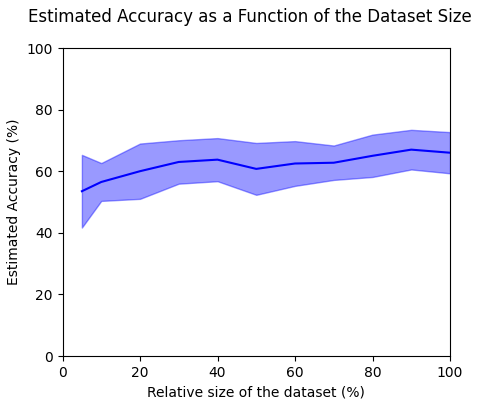 Estimated Accuracy as a Function of the Dataset Size
100
80
60
40
20
0
Estimated Accuracy (%)
0 20 40 60 80 100
Relative size of the dataset (%)